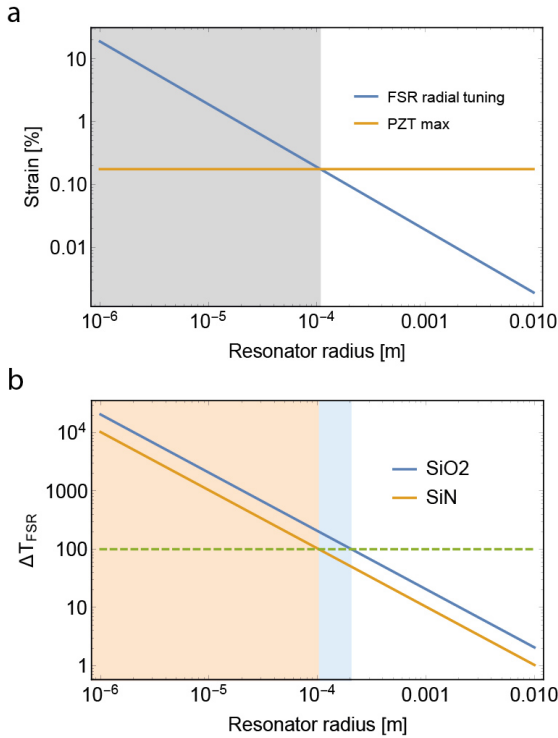 a
10
1
0.10
0.01
Strain [%]
FSR radial tuning
PZT max
10⁻⁶ 10⁻⁵ 10⁻⁴ 0.001 0.010
Resonator radius [m]
b
10⁴
1000
100
10
1
ΔT_FSR
SiO2
SiN
10⁻⁶ 10⁻⁵ 10⁻⁴ 0.001 0.010
Resonator radius [m]